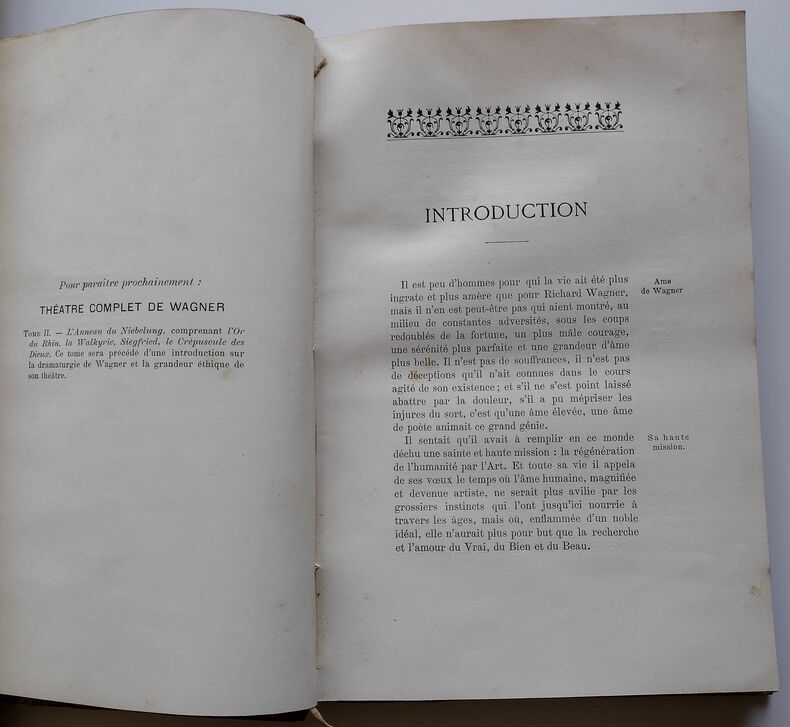 Pour paraître prochainement :
THÉATRE COMPLET DE WAGNER
TOME II. — L'Anneau du Niebelung, comprenant l'Or
du Rhin, la Walkyrie, Siegfried, le Crépuscule des
Dieux. Ce tome sera précédé d'une introduction sur
la dramaturgie de Wagner et la grandeur éthique de
son théâtre.
INTRODUCTION
Il est peu d'hommes pour qui la vie ait été plus
ingrate et plus amère que pour Richard Wagner,
mais il n'en est peut-être pas qui aient montré, au
milieu de constantes adversités, sous les coups
redoublés de la fortune, un plus mâle courage,
une sérénité plus parfaite et une grandeur d'âme
plus belle. Il n'est pas de souffrances, il n'est pas
de déceptions qu'il n'ait connues dans le cours
agité de son existence ; et s'il ne s'est point laissé
abattre par la douleur, s'il a pu mépriser les
injures du sort, c'est qu'une âme élevée, une âme
de poète animait ce grand génie.
Il sentait qu'il avait à remplir en ce monde
déchu une sainte et haute mission : la régénération
de l'humanité par l'Art. Et toute sa vie il appela
de ses vœux le temps où l'âme humaine, magnifiée
et devenue artiste, ne serait plus avilie par les
grossiers instincts qui l'ont jusqu'ici nourrie à
travers les âges, mais où, enflammée d'un noble
idéal, elle n'aurait plus pour but que la recherche
et l'amour du Vrai, du Bien et du Beau.
Ame
de Wagner
Sa haute
mission.